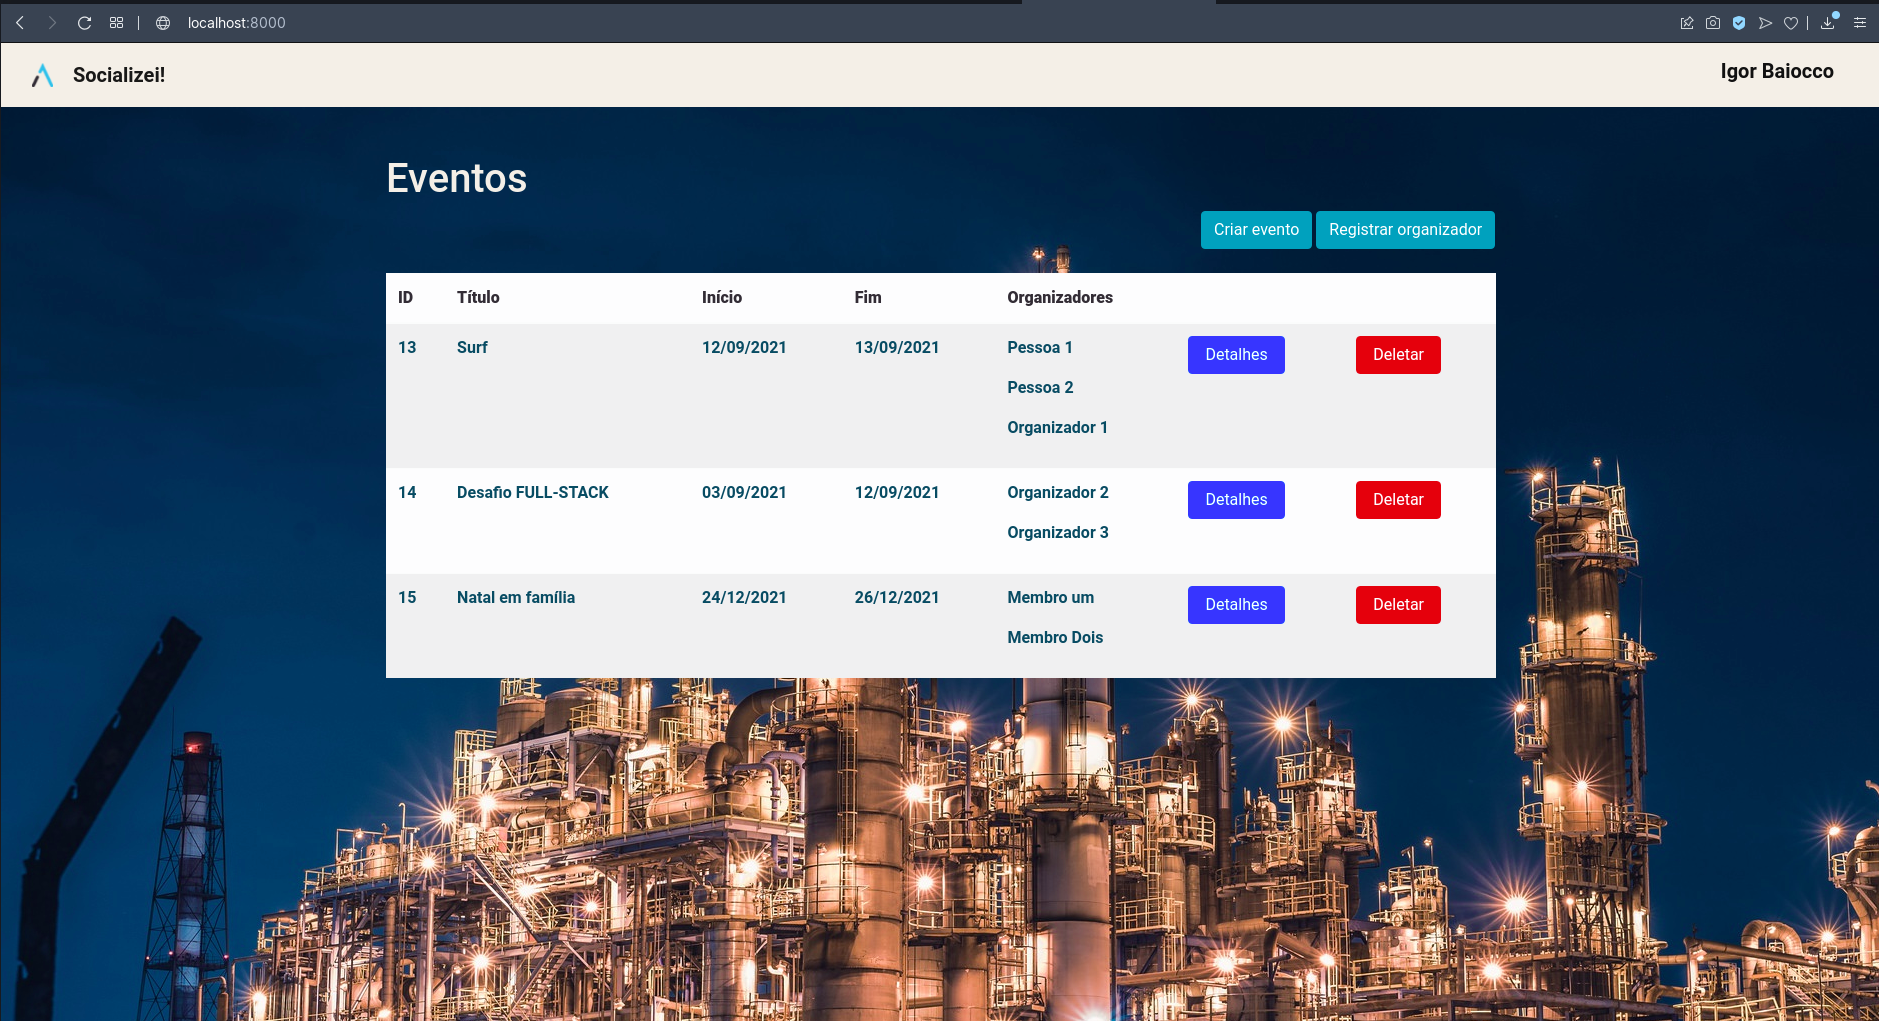 localhost:8000
Socializei!
Igor Baiocco
Eventos
Criar evento Registrar organizador
ID Título Início Fim Organizadores
13 Surf 12/09/2021 13/09/2021 Pessoa 1 Detalhes Deletar
Pessoa 2
Organizador 1
14 Desafio FULL-STACK 03/09/2021 12/09/2021 Organizador 2 Detalhes Deletar
Organizador 3
15 Natal em família 24/12/2021 26/12/2021 Membro um Detalhes Deletar
Membro Dois